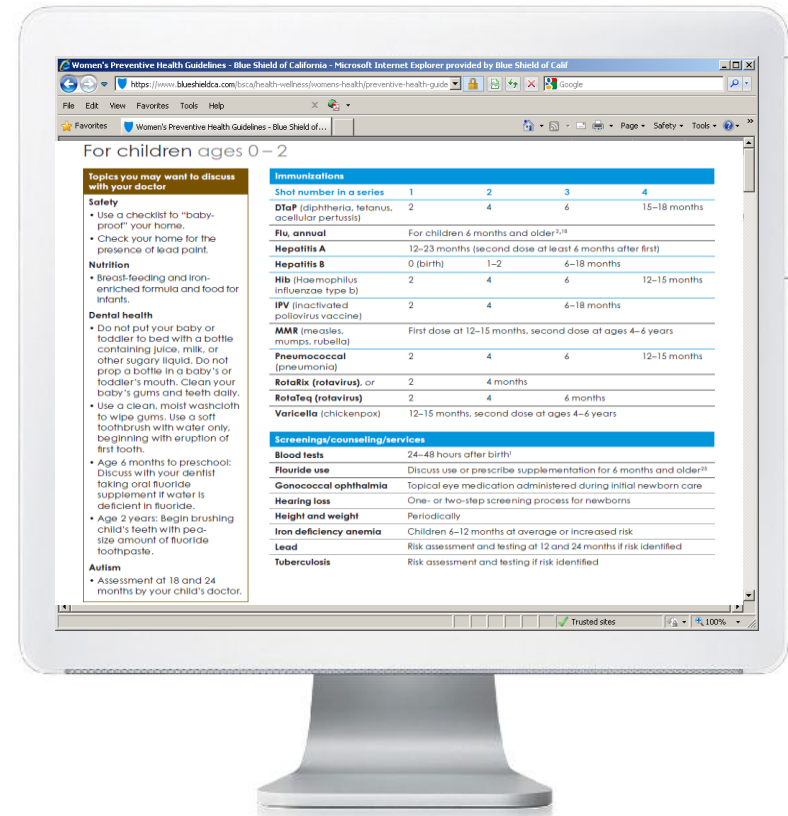 Women's Preventive Health Guidelines - Blue Shield of California - Microsoft Internet Explorer provided by Blue Shield of Calif
https://www.blueshieldca.com/bsca/health-wellness/womens-health/preventive-health-guide
Google
File Edit View Favorites Tools Help
Favorites
Women's Preventive Health Guidelines - Blue Shield of...
Page Safety Tools
For children ages 0–2
Topics you may want to discuss
with your doctor
Safety
• Use a checklist to “baby-
proof” your home.
• Check your home for the
presence of lead paint.
Nutrition
• Breast-feeding and iron-
enriched formula and food for
infants.
Dental health
• Do not put your baby or
toddler to bed with a bottle
containing juice, milk, or
other sugary liquid. Do not
prop a bottle in a baby's or
toddler's mouth. Clean your
baby's gums and teeth daily.
• Use a clean, moist washcloth
to wipe gums. Use a soft
toothbrush with water only,
beginning with eruption of
first tooth.
• Age 6 months to preschool:
Discuss with your dentist
taking oral fluoride
supplement if water is
deficient in fluoride.
• Age 2 years: Begin brushing
child's teeth with pea-
size amount of fluoride
toothpaste.
Autism
• Assessment at 18 and 24
months by your child's doctor.
Immunizations
Shot number in a series 1 2 3 4
DTaP (diphtheria, tetanus, 2 4 6 15–18 months
acellular pertussis)
Flu, annual For children 6 months and older 2,18
Hepatitis A 12–23 months (second dose at least 6 months after first)
Hepatitis B 0 (birth) 1–2 6–18 months
Hib (Haemophilus 2 4 6 12–15 months
influenzae type b)
IPV (inactivated 2 4 6–18 months
poliovirus vaccine)
MMR (measles, First dose at 12–15 months, second dose at ages 4–6 years
mumps, rubella)
Pneumococcal 2 4 6 12–15 months
(pneumonia)
RotaRix (rotavirus), or 2 4 months
RotaTeq (rotavirus) 2 4 6 months
Varicella (chickenpox) 12–15 months, second dose at ages 4–6 years
Screenings/counseling/services
Blood tests 24–48 hours after birth¹
Flouride use Discuss use or prescribe supplementation for 6 months and older
Gonococcal ophthalmia Topical eye medication administered during initial newborn care
Hearing loss One- or two-step screening process for newborns
Height and weight Periodically
Iron deficiency anemia Children 6–12 months at average or increased risk
Lead Risk assessment and testing at 12 and 24 months if risk identified
Tuberculosis Risk assessment and testing if risk identified
Trusted sites 100%